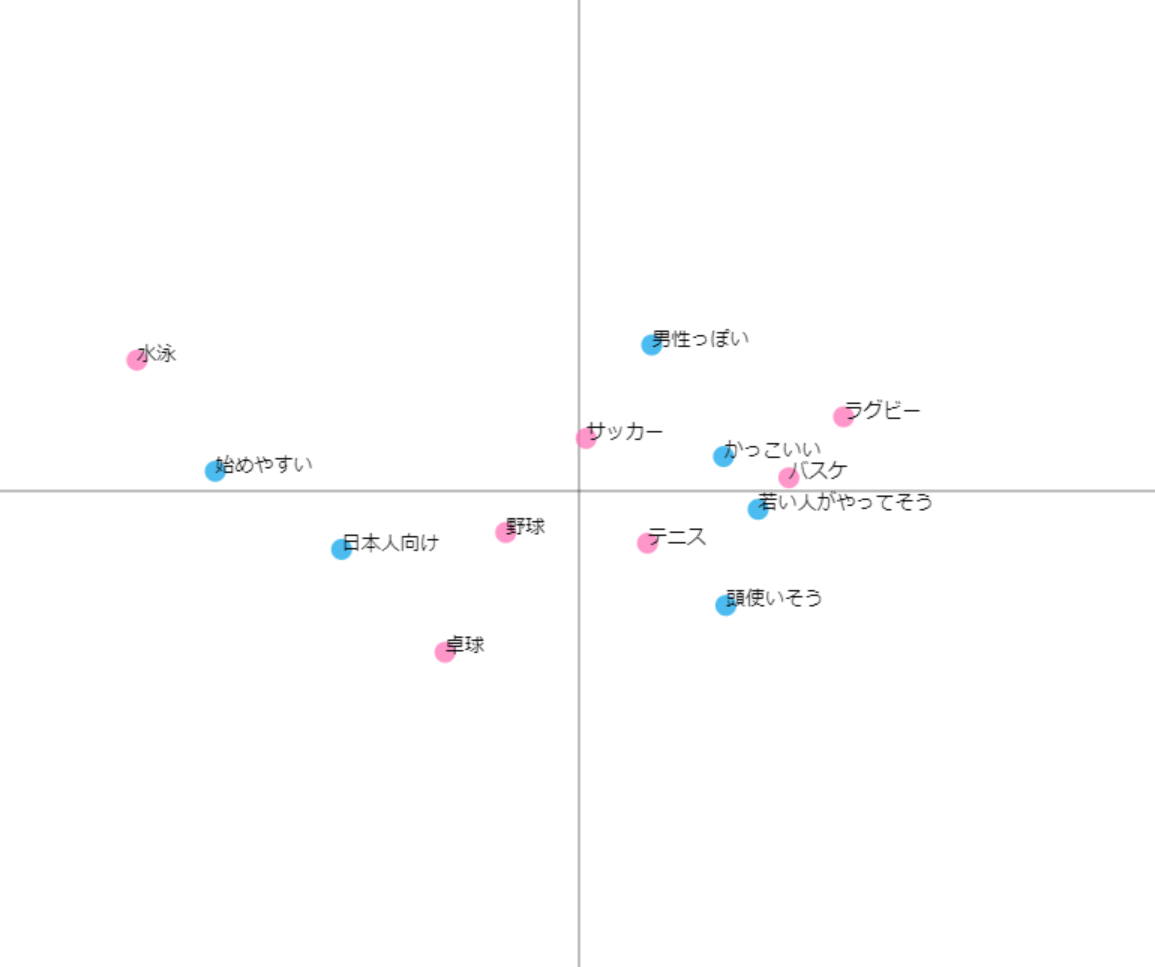 男性っぽい
水泳
ラグビー
サッカー
かっこいい
始めやすい
バスケ
若い人がやってそう
野球
テニス
日本人向け
頭使いそう
卓球